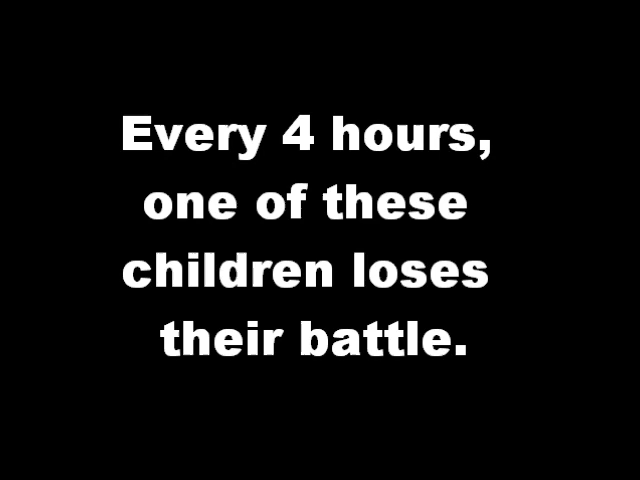 Every 4 hours,
one of these
children loses
their battle.